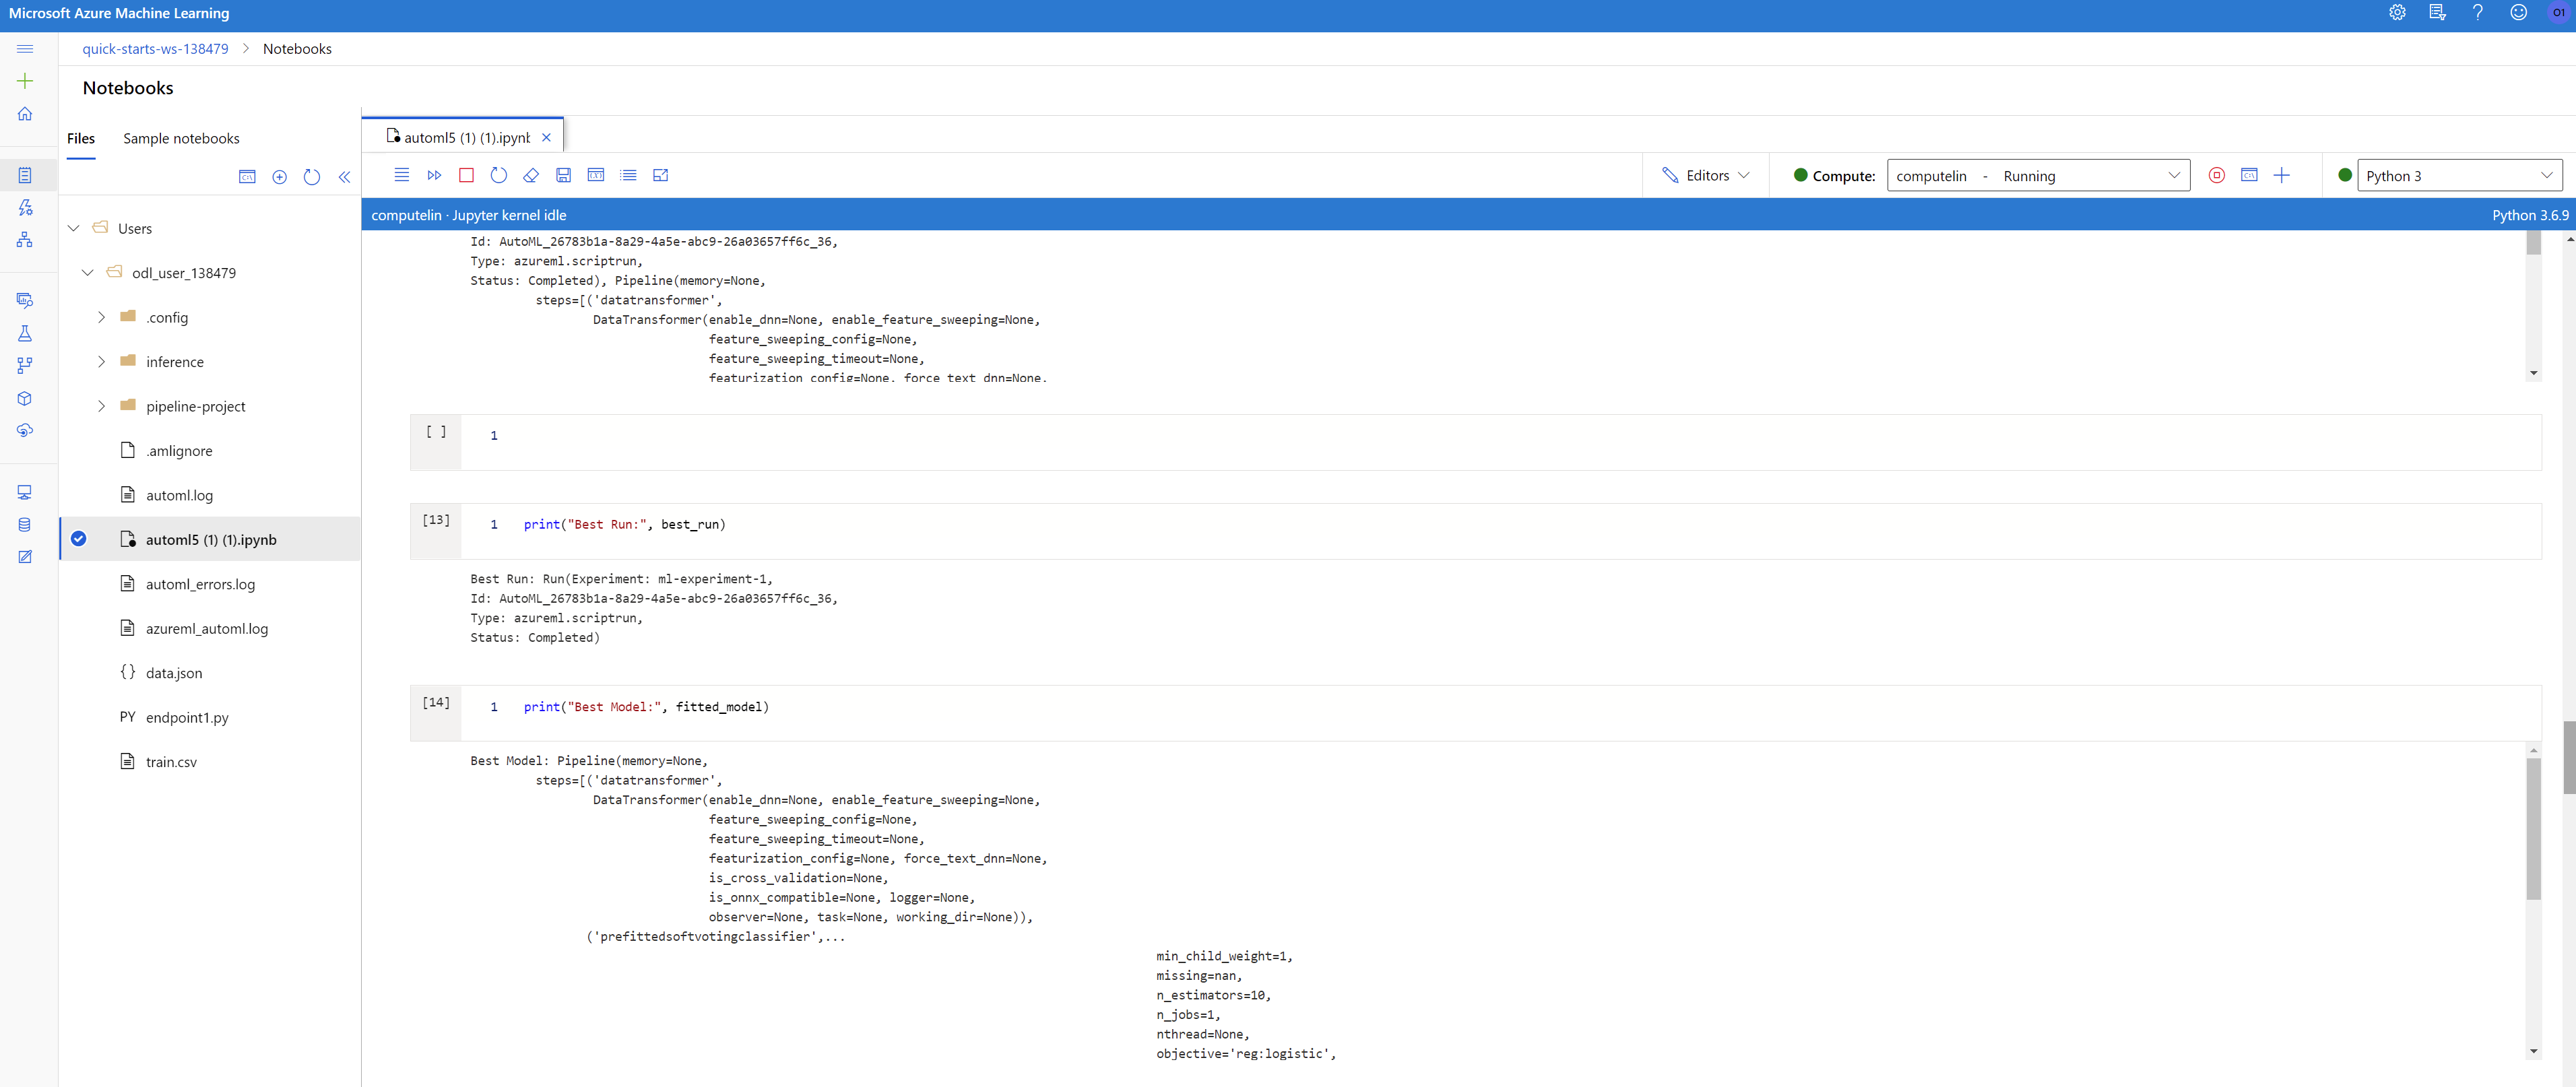 Microsoft Azure Machine Learning
O1
quick-starts-ws-138479 > Notebooks
Notebooks
Files Sample notebooks
automl5 (1) (1).ipynb
Editors
Compute: computelin - Running
Python 3
computelin · Jupyter kernel idle
Python 3.6.9
Users
odl_user_138479
.config
inference
pipeline-project
.amlignore
automl.log
automl5 (1) (1).ipynb
automl_errors.log
azureml_automl.log
{} data.json
PY endpoint1.py
train.csv
Id: AutoML_26783b1a-8a29-4a5e-abc9-26a03657ff6c_36,
Type: azureml.scriptrun,
Status: Completed), Pipeline(memory=None,
steps=[('datatransformer',
DataTransformer(enable_dnn=None, enable_feature_sweeping=None,
feature_sweeping_config=None,
feature_sweeping_timeout=None,
featurization_config=None, force_text_dnn=None,
[ ] 1
[13] 1 print("Best Run:", best_run)
Best Run: Run(Experiment: ml-experiment-1,
Id: AutoML_26783b1a-8a29-4a5e-abc9-26a03657ff6c_36,
Type: azureml.scriptrun,
Status: Completed)
[14] 1 print("Best Model:", fitted_model)
Best Model: Pipeline(memory=None,
steps=[('datatransformer',
DataTransformer(enable_dnn=None, enable_feature_sweeping=None,
feature_sweeping_config=None,
feature_sweeping_timeout=None,
featurization_config=None, force_text_dnn=None,
is_cross_validation=None,
is_onnx_compatible=None, logger=None,
observer=None, task=None, working_dir=None)),
('prefittedsoftvotingclassifier',...
min_child_weight=1,
missing=nan,
n_estimators=10,
n_jobs=1,
nthread=None,
objective='reg:logistic',